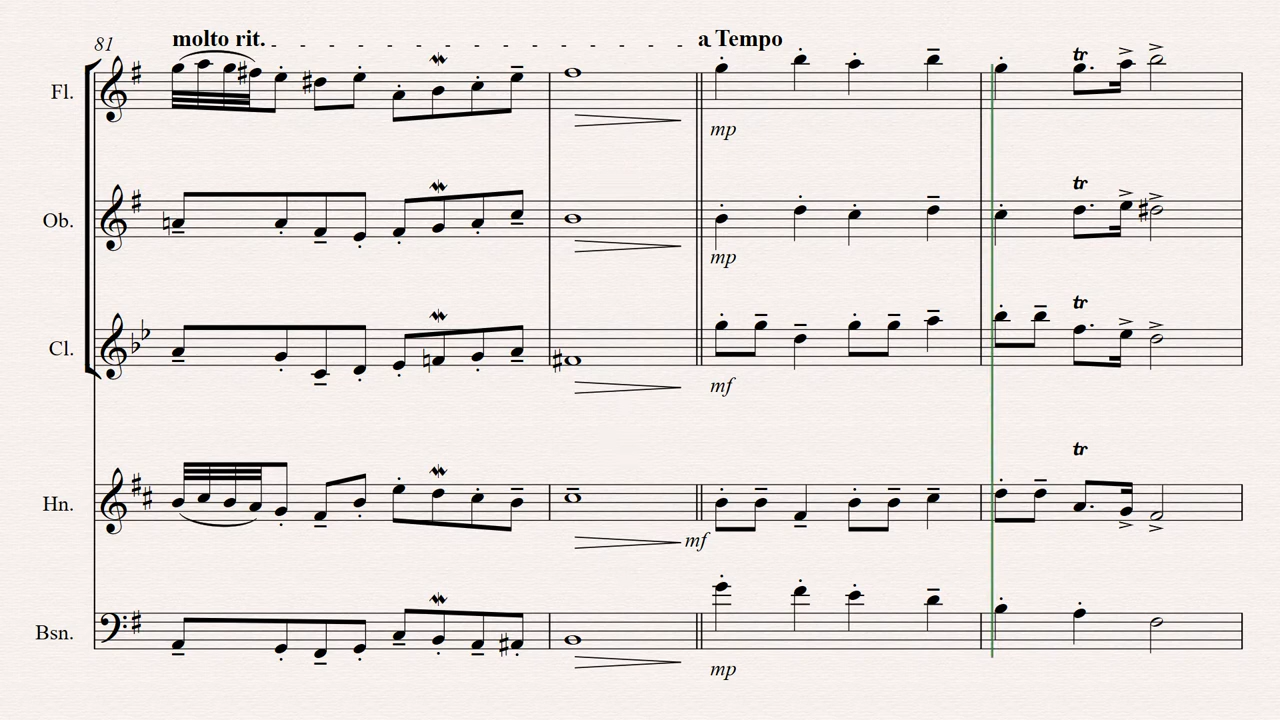 81
molto rit.
a Tempo
Fl.
tr
mp
Ob.
tr
mp
Cl.
tr
mf
Hn.
tr
mf
Bsn.
mp